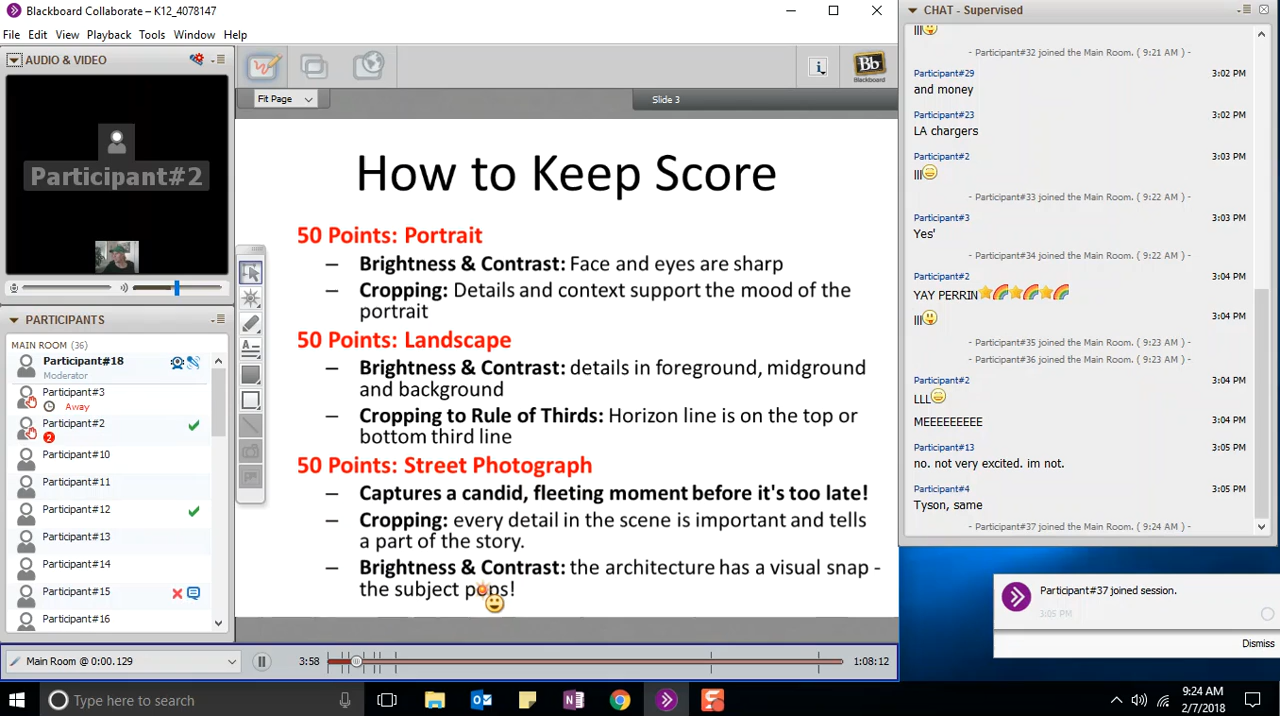 Blackboard Collaborate - K12_4078147
File Edit View Playback Tools Window Help
AUDIO & VIDEO
Participant#2
PARTICIPANTS
MAIN ROOM (36)
Participant#18
Moderator
Participant#3
Away
Participant#2
2
Participant#10
Participant#11
Participant#12
Participant#13
Participant#14
Participant#15
Participant#16
Main Room @ 0:00.129
Bb
Blackboard
Fit Page
Slide 3
How to Keep Score
50 Points: Portrait
– Brightness & Contrast: Face and eyes are sharp
– Cropping: Details and context support the mood of the
portrait
50 Points: Landscape
– Brightness & Contrast: details in foreground, midground
and background
– Cropping to Rule of Thirds: Horizon line is on the top or
bottom third line
50 Points: Street Photograph
– Captures a candid, fleeting moment before it's too late!
– Cropping: every detail in the scene is important and tells
a part of the story.
– Brightness & Contrast: the architecture has a visual snap -
the subject pops!
3:58
1:08:12
CHAT - Supervised
lll
- Participant#32 joined the Main Room. ( 9:21 AM ) -
Participant#29 3:02 PM
and money
Participant#23 3:02 PM
LA chargers
Participant#2 3:03 PM
lll
- Participant#33 joined the Main Room. ( 9:22 AM ) -
Participant#3 3:03 PM
Yes'
- Participant#34 joined the Main Room. ( 9:22 AM ) -
Participant#2 3:04 PM
YAY PERRIN⭐🌈⭐🌈⭐🌈
lll 3:04 PM
- Participant#35 joined the Main Room. ( 9:23 AM ) -
- Participant#36 joined the Main Room. ( 9:23 AM ) -
Participant#2 3:04 PM
LLL
MEEEEEEEEE 3:04 PM
Participant#13 3:05 PM
no. not very excited. im not.
Participant#4 3:05 PM
Tyson, same
- Participant#37 joined the Main Room. ( 9:24 AM ) -
Participant#37 joined session.
3:05 PM
Dismiss
Type here to search
9:24 AM
2/7/2018